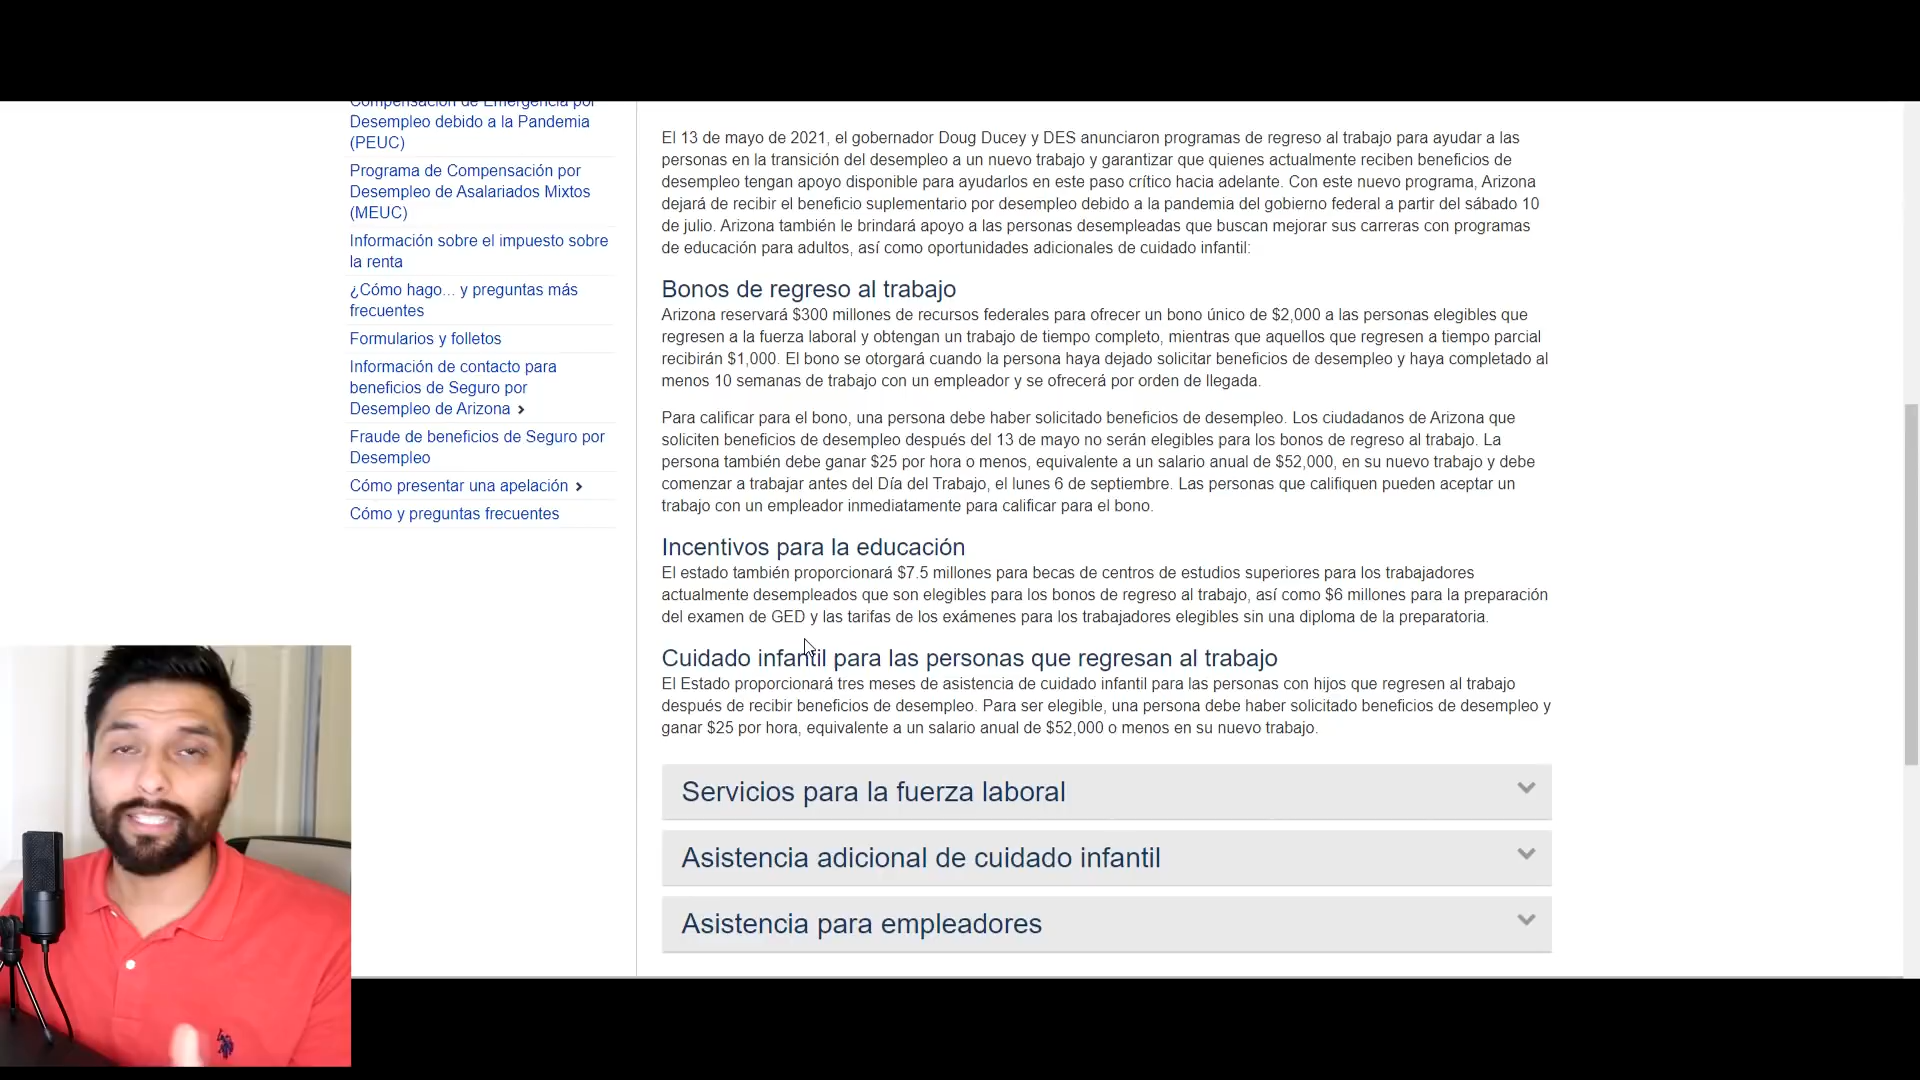 Compensación de Emergencia por
Desempleo debido a la Pandemia
(PEUC)
Programa de Compensación por
Desempleo de Asalariados Mixtos
(MEUC)
Información sobre el impuesto sobre
la renta
¿Cómo hago... y preguntas más
frecuentes
Formularios y folletos
Información de contacto para
beneficios de Seguro por
Desempleo de Arizona
Fraude de beneficios de Seguro por
Desempleo
Cómo presentar una apelación
Cómo y preguntas frecuentes
El 13 de mayo de 2021, el gobernador Doug Ducey y DES anunciaron programas de regreso al trabajo para ayudar a las
personas en la transición del desempleo a un nuevo trabajo y garantizar que quienes actualmente reciben beneficios de
desempleo tengan apoyo disponible para ayudarlos en este paso crítico hacia adelante. Con este nuevo programa, Arizona
dejará de recibir el beneficio suplementario por desempleo debido a la pandemia del gobierno federal a partir del sábado 10
de julio. Arizona también le brindará apoyo a las personas desempleadas que buscan mejorar sus carreras con programas
de educación para adultos, así como oportunidades adicionales de cuidado infantil:
Bonos de regreso al trabajo
Arizona reservará $300 millones de recursos federales para ofrecer un bono único de $2,000 a las personas elegibles que
regresen a la fuerza laboral y obtengan un trabajo de tiempo completo, mientras que aquellos que regresen a tiempo parcial
recibirán $1,000. El bono se otorgará cuando la persona haya dejado solicitar beneficios de desempleo y haya completado al
menos 10 semanas de trabajo con un empleador y se ofrecerá por orden de llegada.
Para calificar para el bono, una persona debe haber solicitado beneficios de desempleo. Los ciudadanos de Arizona que
soliciten beneficios de desempleo después del 13 de mayo no serán elegibles para los bonos de regreso al trabajo. La
persona también debe ganar $25 por hora o menos, equivalente a un salario anual de $52,000, en su nuevo trabajo y debe
comenzar a trabajar antes del Día del Trabajo, el lunes 6 de septiembre. Las personas que califiquen pueden aceptar un
trabajo con un empleador inmediatamente para calificar para el bono.
Incentivos para la educación
El estado también proporcionará $7.5 millones para becas de centros de estudios superiores para los trabajadores
actualmente desempleados que son elegibles para los bonos de regreso al trabajo, así como $6 millones para la preparación
del examen de GED y las tarifas de los exámenes para los trabajadores elegibles sin una diploma de la preparatoria.
Cuidado infantil para las personas que regresan al trabajo
El Estado proporcionará tres meses de asistencia de cuidado infantil para las personas con hijos que regresen al trabajo
después de recibir beneficios de desempleo. Para ser elegible, una persona debe haber solicitado beneficios de desempleo y
ganar $25 por hora, equivalente a un salario anual de $52,000 o menos en su nuevo trabajo.
Servicios para la fuerza laboral
Asistencia adicional de cuidado infantil
Asistencia para empleadores